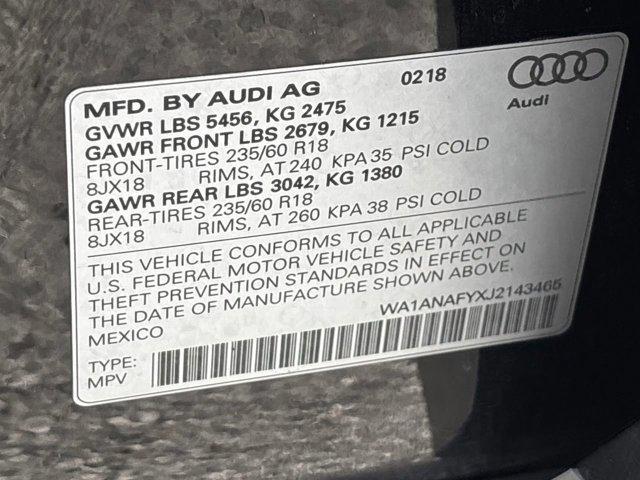 MFD. BY AUDI AG 0218
Audi
GVWR LBS 5456, KG 2475
GAWR FRONT LBS 2679, KG 1215
FRONT-TIRES 235/60 R18
8JX18 RIMS, AT 240 KPA 35 PSI COLD
GAWR REAR LBS 3042, KG 1380
REAR-TIRES 235/60 R18
8JX18 RIMS, AT 260 KPA 38 PSI COLD
THIS VEHICLE CONFORMS TO ALL APPLICABLE
U.S. FEDERAL MOTOR VEHICLE SAFETY AND
THEFT PREVENTION STANDARDS IN EFFECT ON
THE DATE OF MANUFACTURE SHOWN ABOVE.
MEXICO WA1ANAFYXJ2143465
TYPE:
MPV